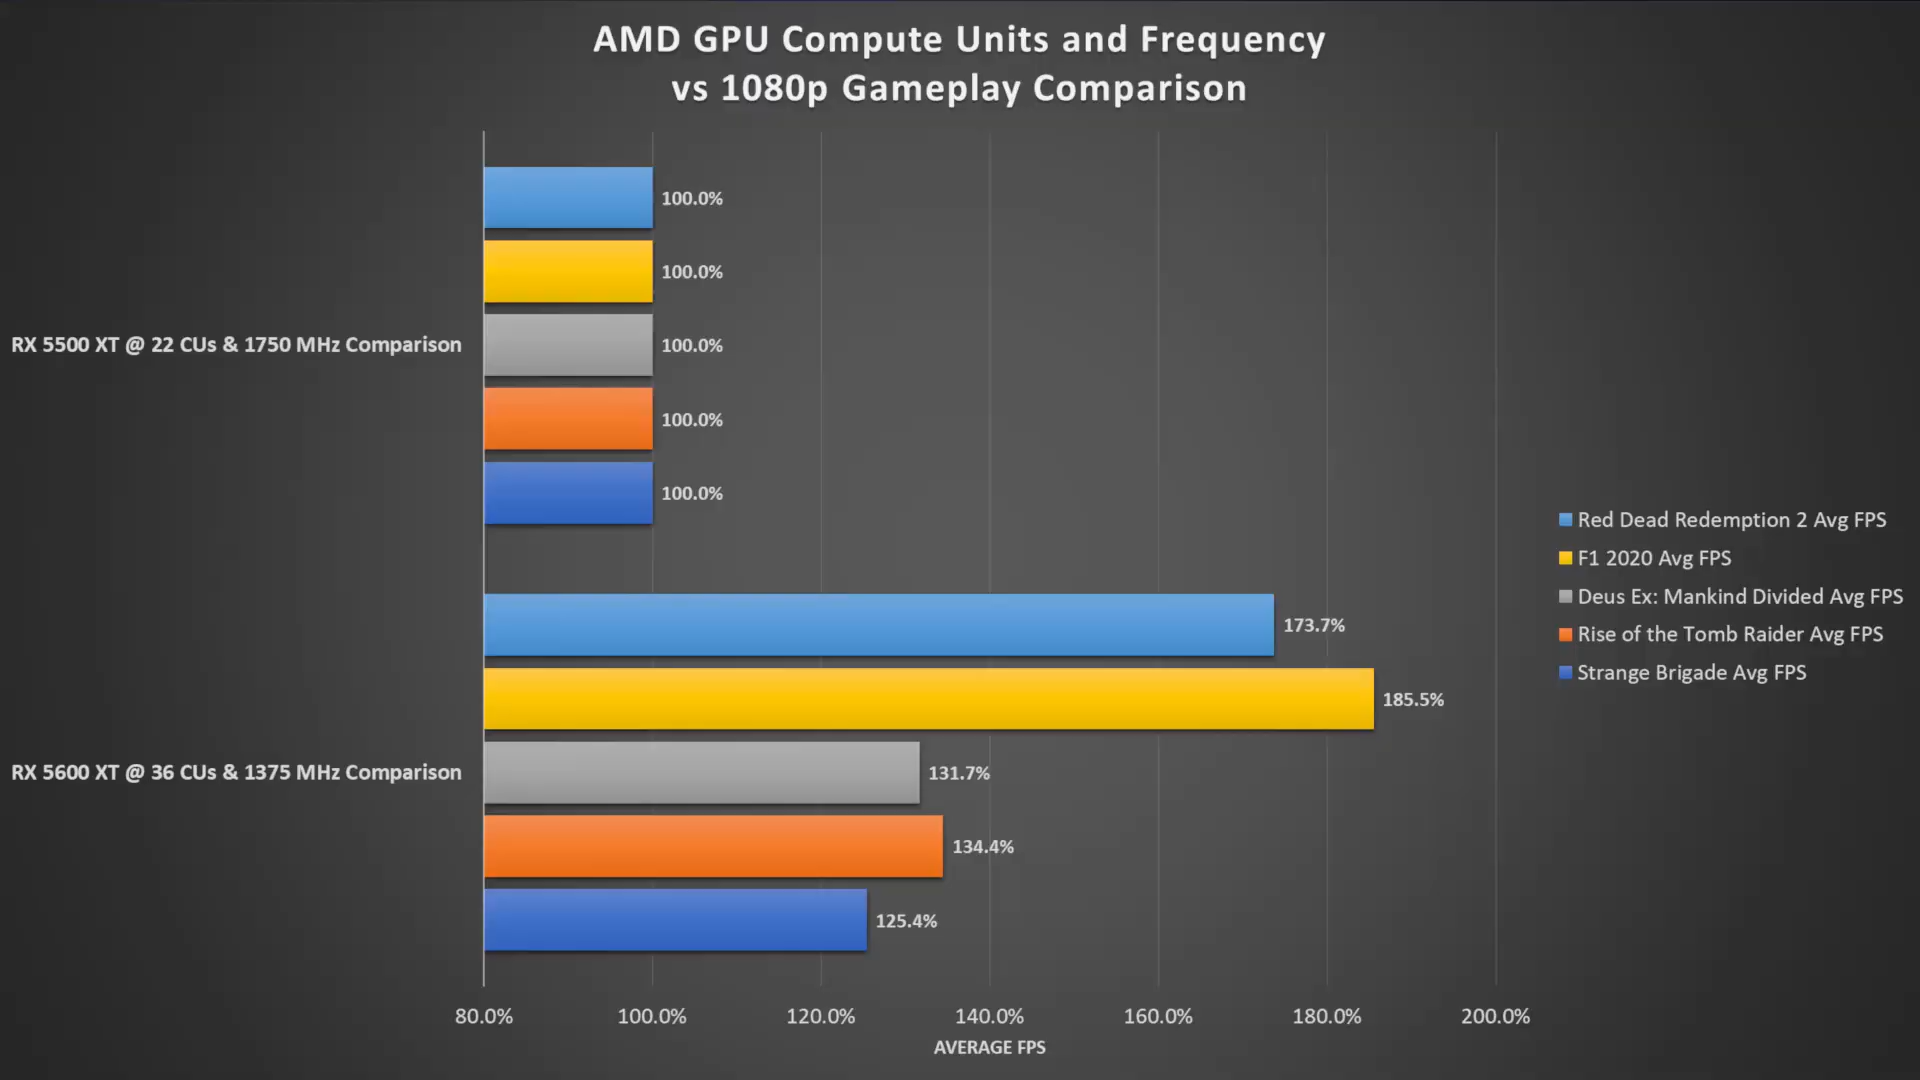 AMD GPU Compute Units and Frequency
vs 1080p Gameplay Comparison
RX 5500 XT @ 22 CUs & 1750 MHz Comparison
100.0%
100.0%
100.0%
100.0%
100.0%
RX 5600 XT @ 36 CUs & 1375 MHz Comparison
173.7%
185.5%
131.7%
134.4%
125.4%
80.0% 100.0% 120.0% 140.0% 160.0% 180.0% 200.0%
AVERAGE FPS
Red Dead Redemption 2 Avg FPS
F1 2020 Avg FPS
Deus Ex: Mankind Divided Avg FPS
Rise of the Tomb Raider Avg FPS
Strange Brigade Avg FPS